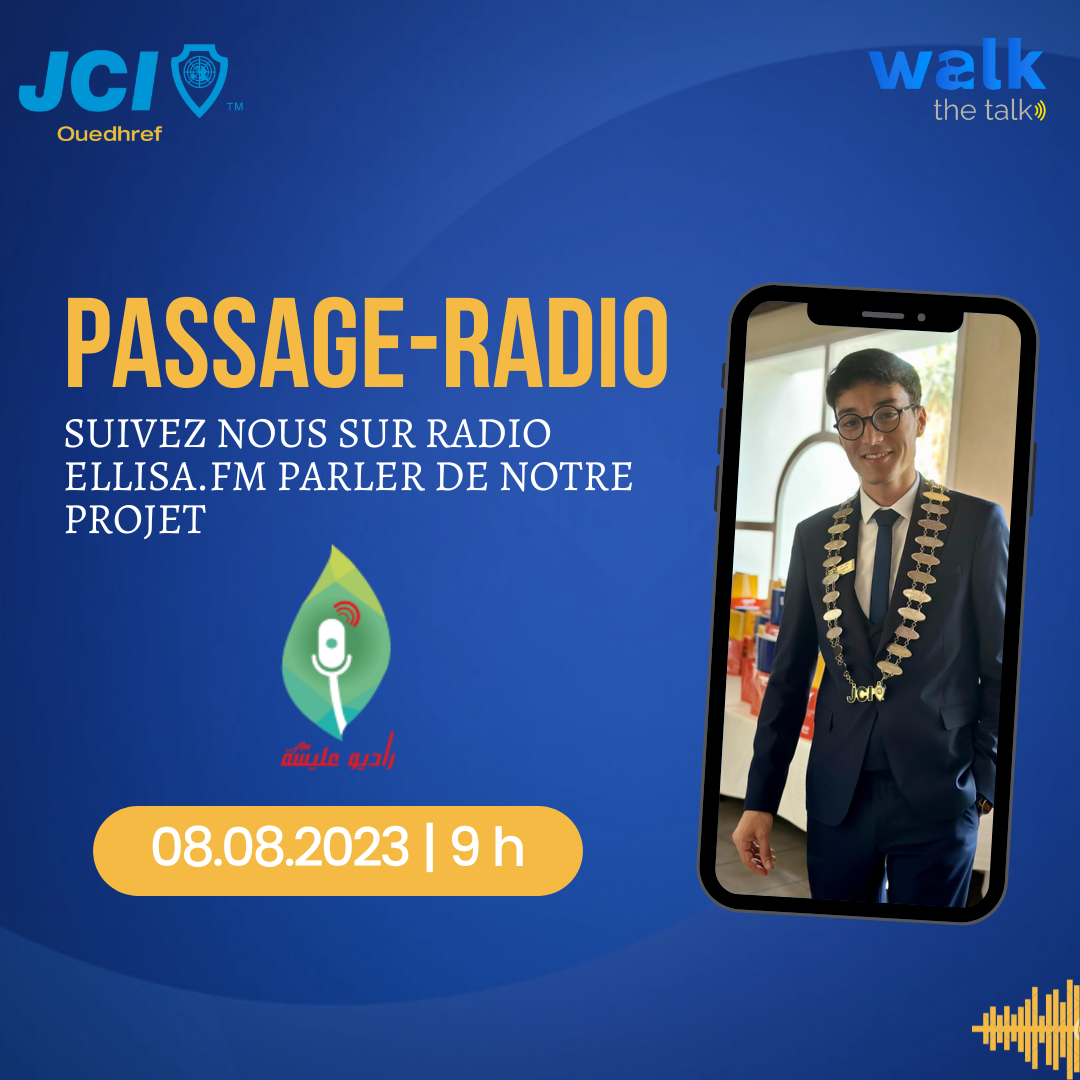 JCI TM
Ouedhref
walk
the talk
PASSAGE-RADIO
SUIVEZ NOUS SUR RADIO
ELLISA.FM PARLER DE NOTRE
PROJET
راديو عليسة
08.08.2023 | 9 h
JCI